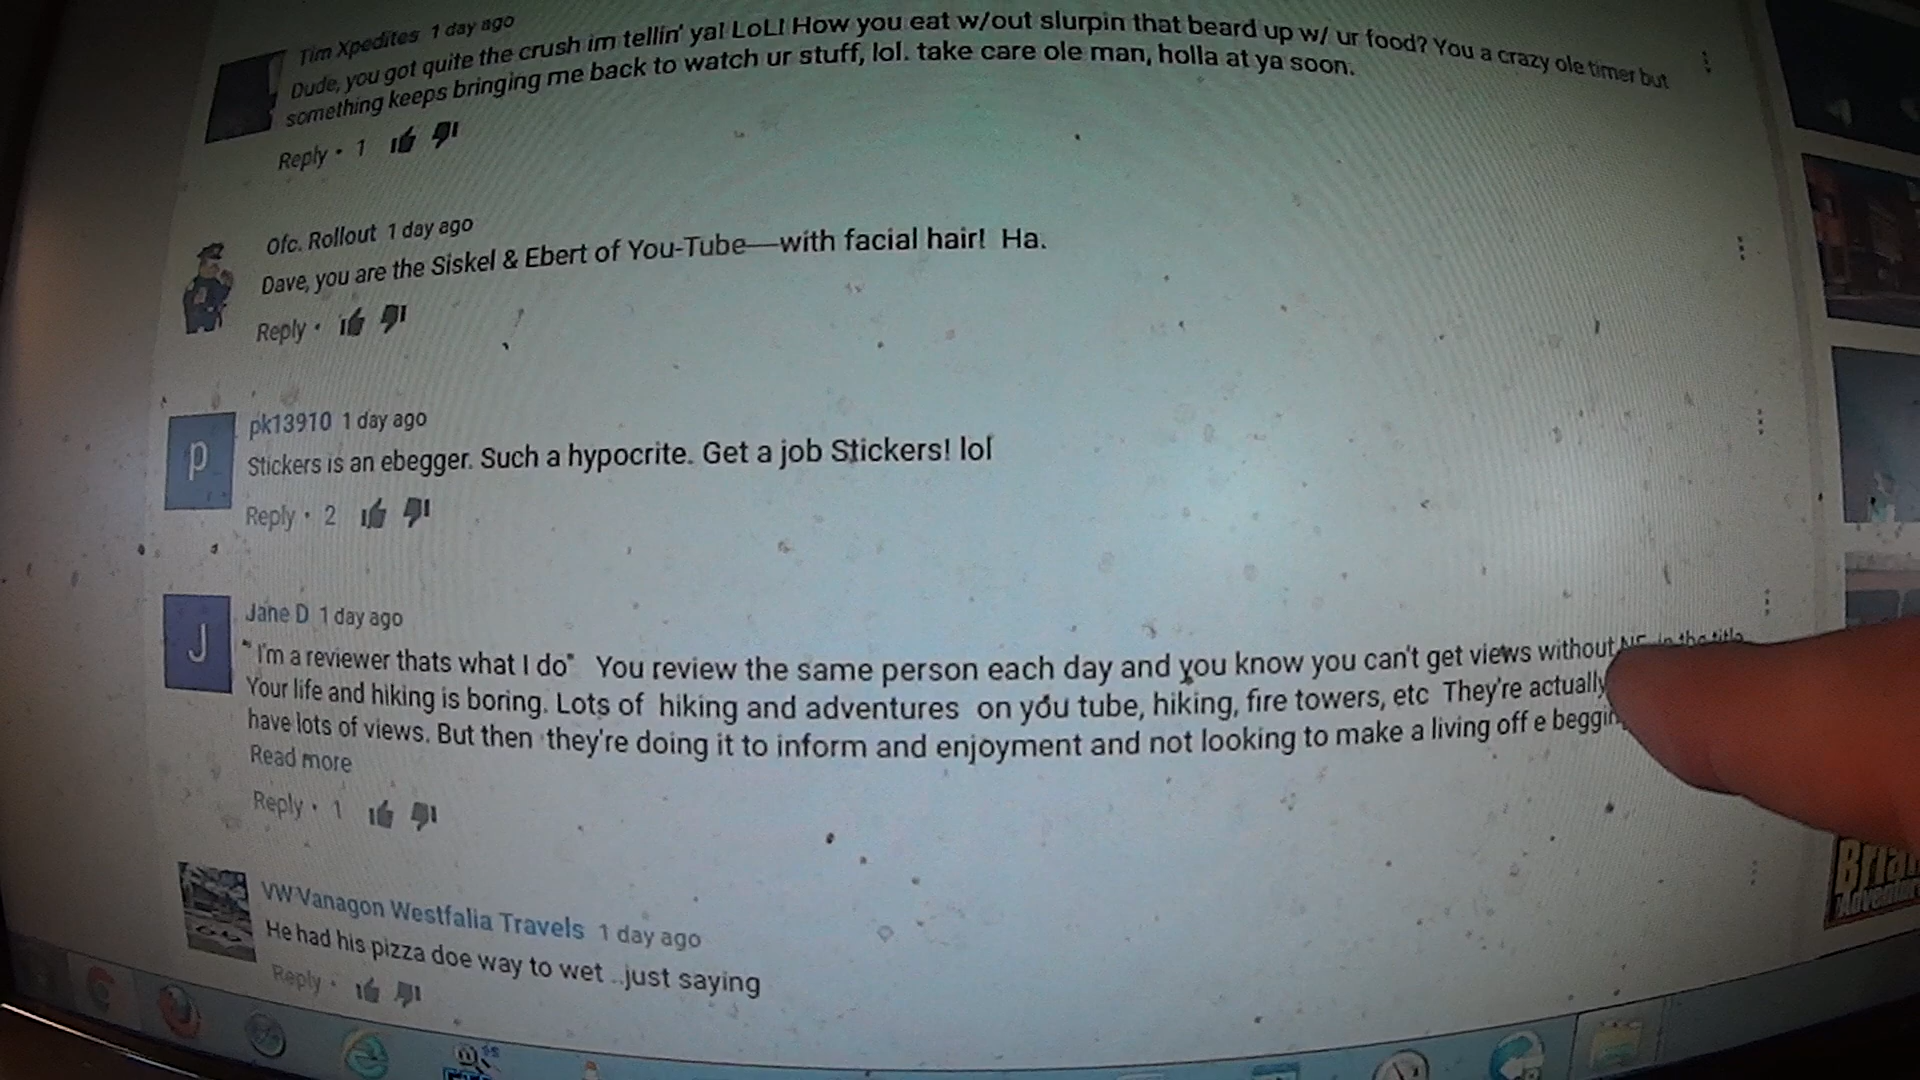 Tim Xpedites 1 day ago
Dude, you got quite the crush im tellin' ya! LoL! How you eat w/out slurpin that beard up w/ ur food? You a crazy ole timer but
something keeps bringing me back to watch ur stuff, lol. take care ole man, holla at ya soon.
Reply • 1
Ofc. Rollout 1 day ago
Dave, you are the Siskel & Ebert of You-Tube—with facial hair! Ha.
Reply •
P
pk13910 1 day ago
Stickers is an ebegger. Such a hypocrite. Get a job Stickers! lol
Reply • 2
J
Jane D 1 day ago
" I'm a reviewer thats what I do" You review the same person each day and you know you can't get views without in the title
Your life and hiking is boring. Lots of hiking and adventures on you tube, hiking, fire towers, etc They're actually
have lots of views. But then they're doing it to inform and enjoyment and not looking to make a living off e
Read more
Reply • 1
VW Vanagon Westfalia Travels 1 day ago
He had his pizza doe way to wet ..just saying
Reply •